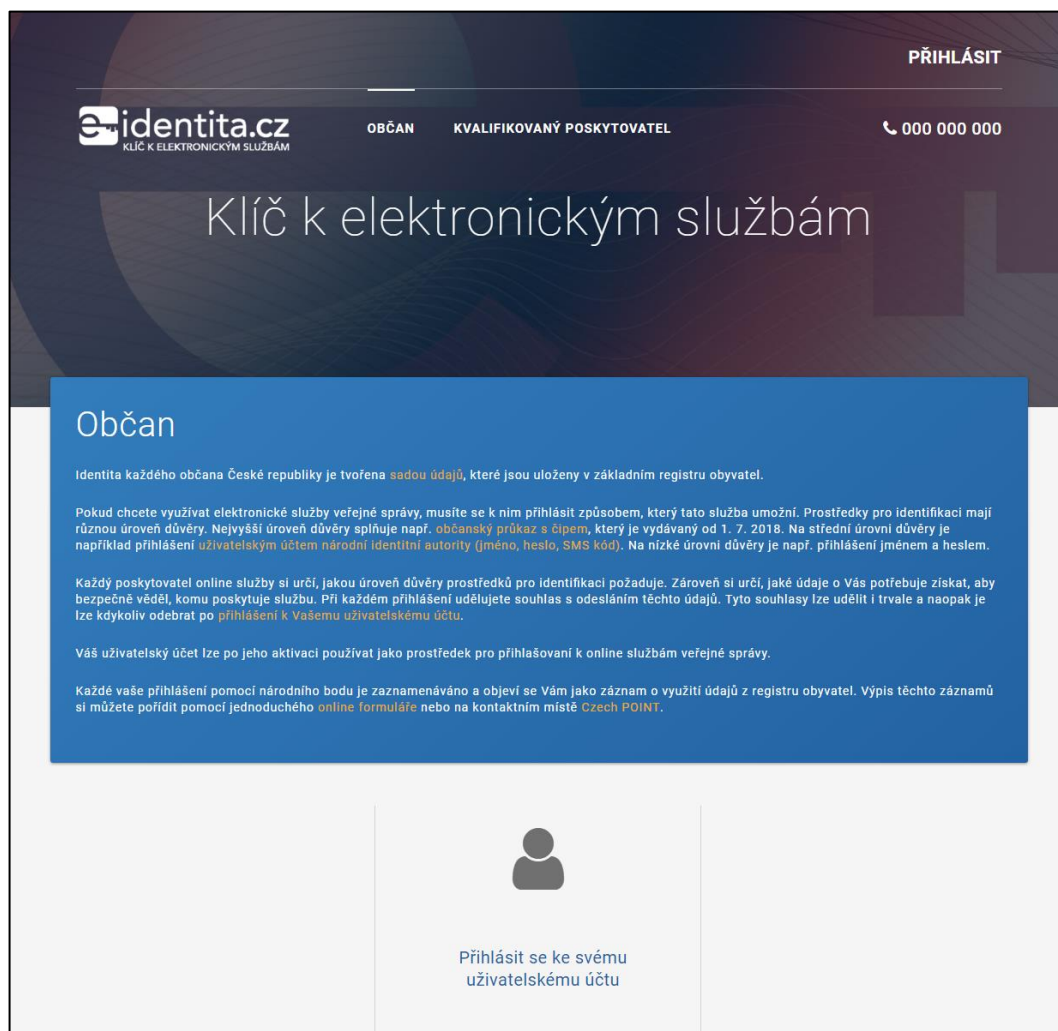 PŘIHLÁSIT
e-identita.cz
KLÍČ K ELEKTRONICKÝM SLUŽBÁM
OBČAN
KVALIFIKOVANÝ POSKYTOVATEL
000 000 000
Klíč k elektronickým službám
Občan
Identita každého občana České republiky je tvořena sadou údajů, které jsou uloženy v základním registru obyvatel.
Pokud chcete využívat elektronické služby veřejné správy, musíte se k nim přihlásit způsobem, který tato služba umožní. Prostředky pro identifikaci mají
různou úroveň důvěry. Nejvyšší úroveň důvěry splňuje např. občanský průkaz s čipem, který je vydávaný od 1. 7. 2018. Na střední úrovni důvěry je
například přihlášení uživatelským účtem národní identitní autority (jméno, heslo, SMS kód). Na nízké úrovni důvěry je např. přihlášení jménem a heslem.
Každý poskytovatel online služby si určí, jakou úroveň důvěry prostředků pro identifikaci požaduje. Zároveň si určí, jaké údaje o Vás potřebuje získat, aby
bezpečně věděl, komu poskytuje službu. Při každém přihlášení udělujete souhlas s odesláním těchto údajů. Tyto souhlasy lze udělit i trvale a naopak je
lze kdykoliv odebrat po přihlášení k Vašemu uživatelskému účtu.
Váš uživatelský účet lze po jeho aktivaci používat jako prostředek pro přihlašovaní k online službám veřejné správy.
Každé vaše přihlášení pomocí národního bodu je zaznamenáváno a objeví se Vám jako záznam o využití údajů z registru obyvatel. Výpis těchto záznamů
si můžete pořídit pomocí jednoduchého online formuláře nebo na kontaktním místě Czech POINT.
Přihlásit se ke svému
uživatelskému účtu